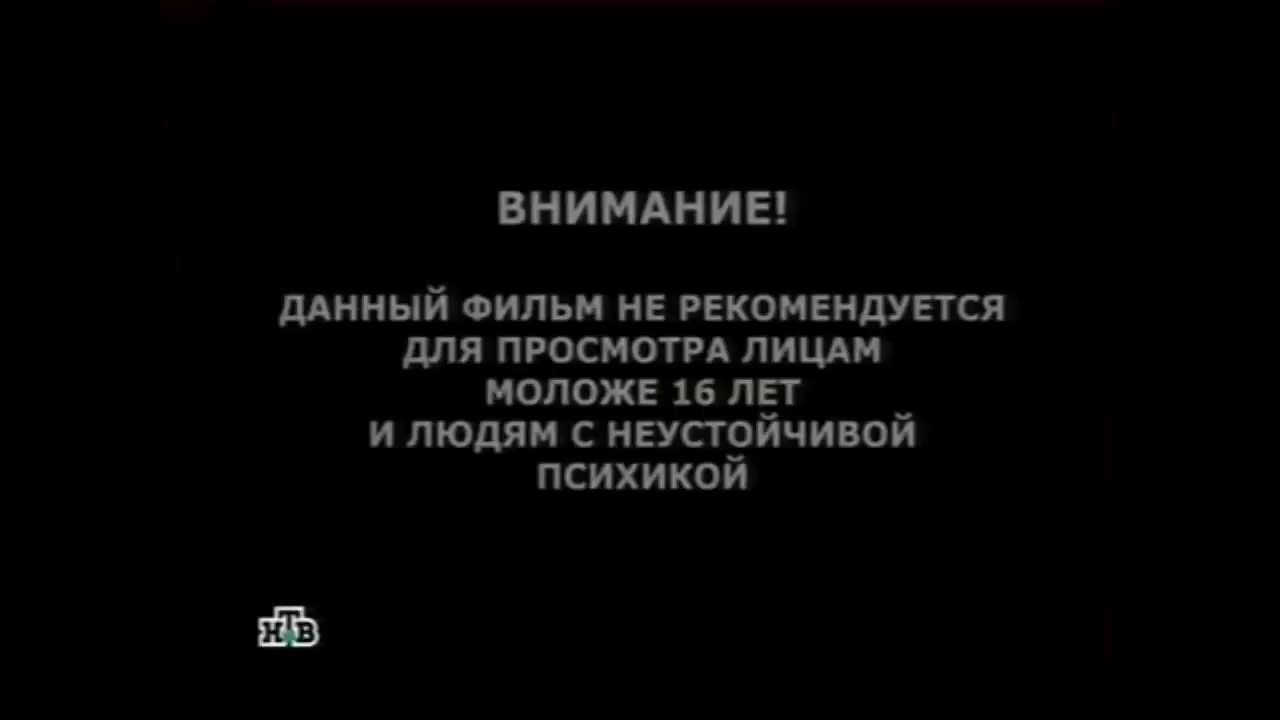 ВНИМАНИЕ!
ДАННЫЙ ФИЛЬМ НЕ РЕКОМЕНДУЕТСЯ
ДЛЯ ПРОСМОТРА ЛИЦАМ
МОЛОЖЕ 16 ЛЕТ
И ЛЮДЯМ С НЕУСТОЙЧИВОЙ
ПСИХИКОЙ
НТВ